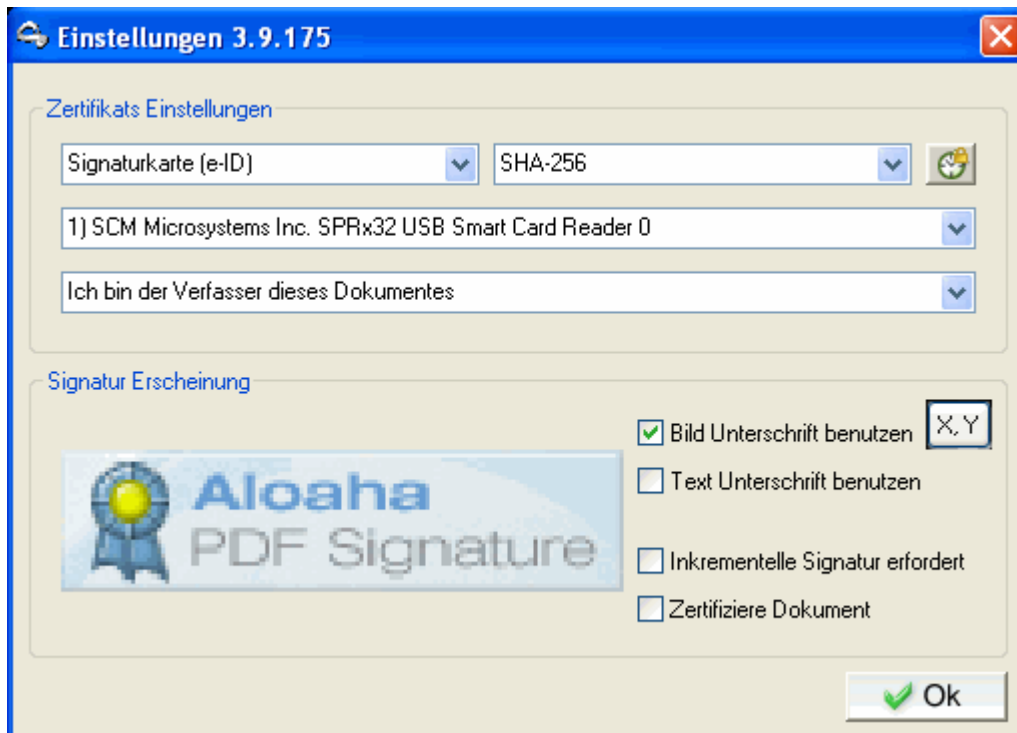 Einstellungen 3.9.175
Zertifikats Einstellungen
Signaturkarte (e-ID)
SHA-256
1) SCM Microsystems Inc. SPRx32 USB Smart Card Reader 0
Ich bin der Verfasser dieses Dokumentes
Signatur Erscheinung
Bild Unterschrift benutzen
X,Y
Text Unterschrift benutzen
Aloaha
PDF Signature
Inkrementelle Signatur erfordert
Zertifiziere Dokument
Ok